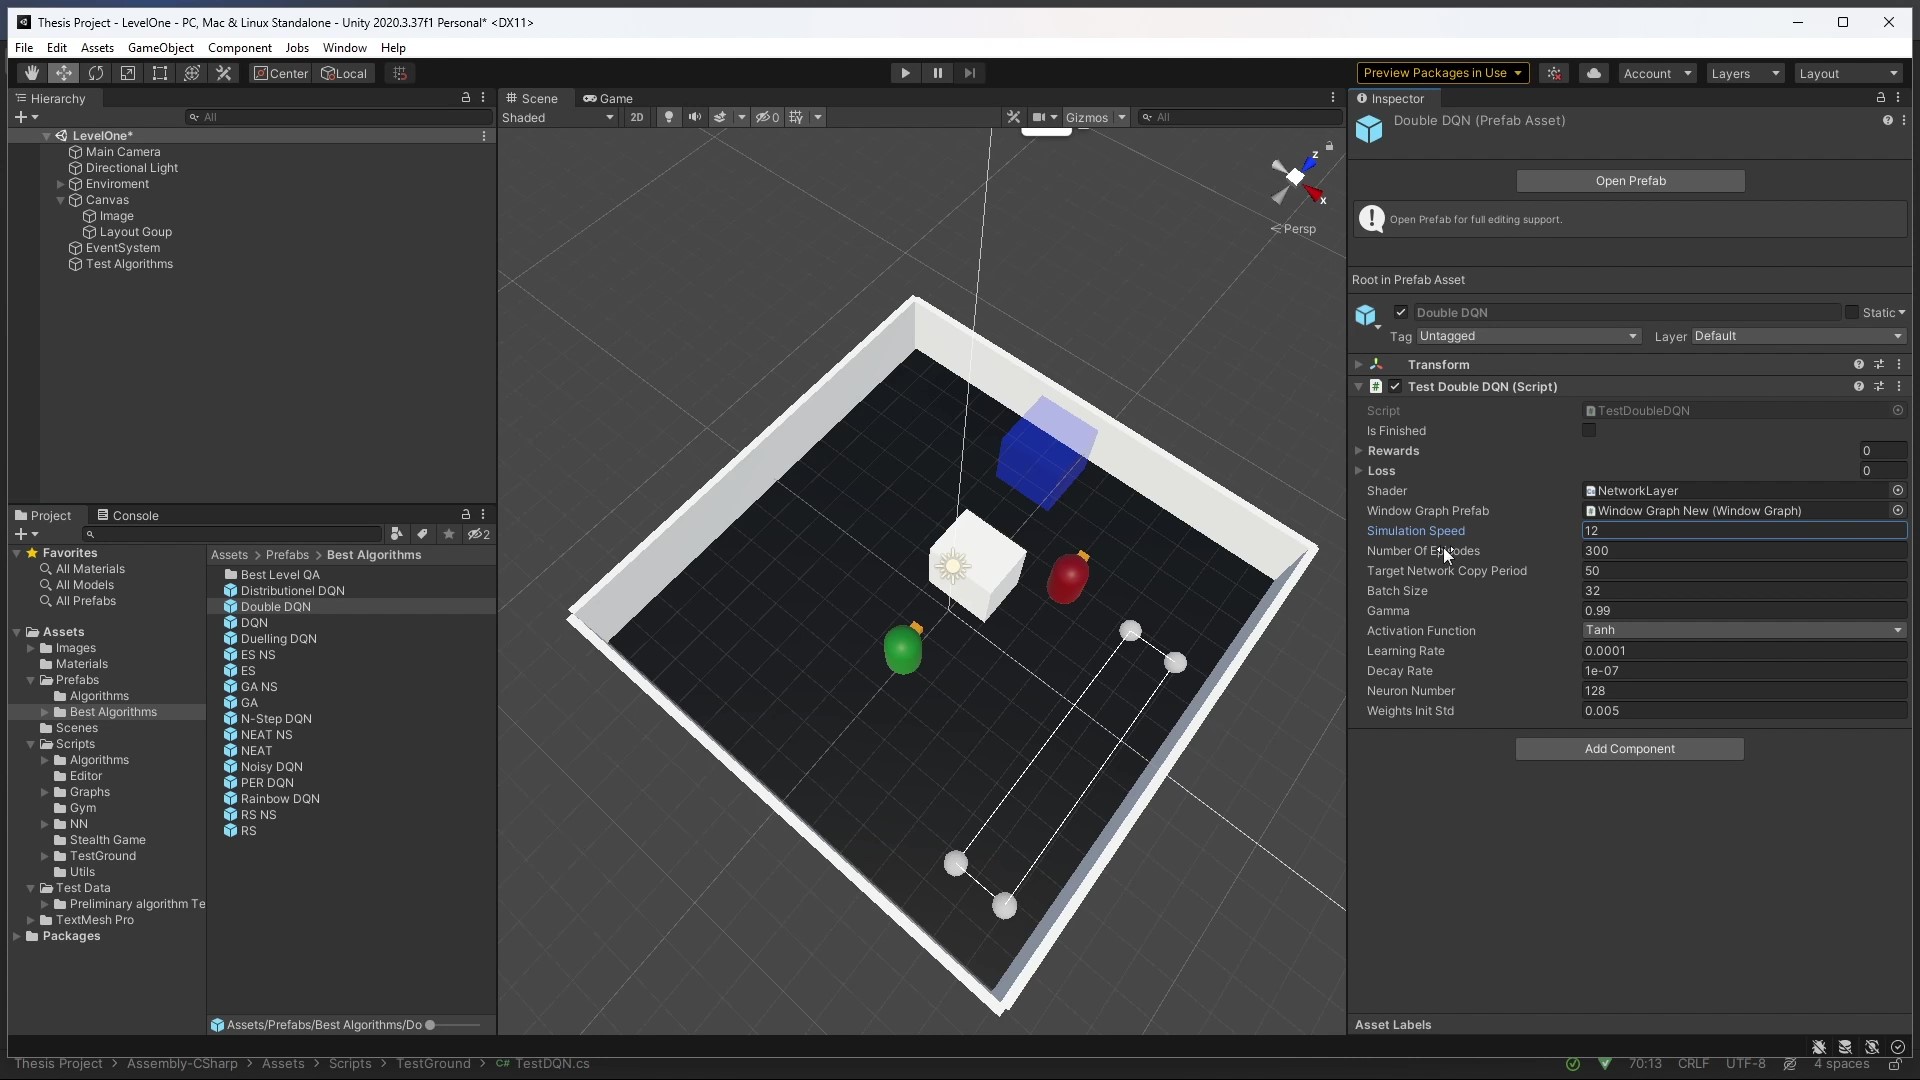 Thesis Project - LevelOne - PC, Mac & Linux Standalone - Unity 2020.3.37f1 Personal* <DX11>
File Edit Assets GameObject Component Jobs Window Help
Center Local Preview Packages in Use Account Layers Layout
Hierarchy
All
LevelOne*
Main Camera
Directional Light
Enviroment
Canvas
Image
Layout Goup
EventSystem
Test Algorithms
Project Console
2
Favorites
All Materials
All Models
All Prefabs
Assets
Images
Materials
Prefabs
Algorithms
Best Algorithms
Scenes
Scripts
Algorithms
Editor
Graphs
Gym
NN
Stealth Game
TestGround
Utils
Test Data
Preliminary algorithm Te
TextMesh Pro
Packages
Assets > Prefabs > Best Algorithms
Best Level QA
Distributionel DQN
Double DQN
DQN
Duelling DQN
ES NS
ES
GA NS
GA
N-Step DQN
NEAT NS
NEAT
Noisy DQN
PER DQN
Rainbow DQN
RS NS
RS
Assets/Prefabs/Best Algorithms/Do
Scene Game
Shaded 2D 0 Gizmos All
z
x
Persp
Inspector
Double DQN (Prefab Asset)
Open Prefab
Open Prefab for full editing support.
Root in Prefab Asset
Double DQN Static
Tag Untagged Layer Default
Transform
# Test Double DQN (Script)
Script TestDoubleDQN
Is Finished
Rewards 0
Loss 0
Shader NetworkLayer
Window Graph Prefab Window Graph New (Window Graph)
Simulation Speed 12
Number Of Episodes 300
Target Network Copy Period 50
Batch Size 32
Gamma 0.99
Activation Function Tanh
Learning Rate 0.0001
Decay Rate 1e-07
Neuron Number 128
Weights Init Std 0.005
Add Component
Asset Labels
Thesis Project > Assembly-CSharp > Assets > Scripts > TestGround > C# TestDQN.cs 70:13 CRLF UTF-8 4 spaces